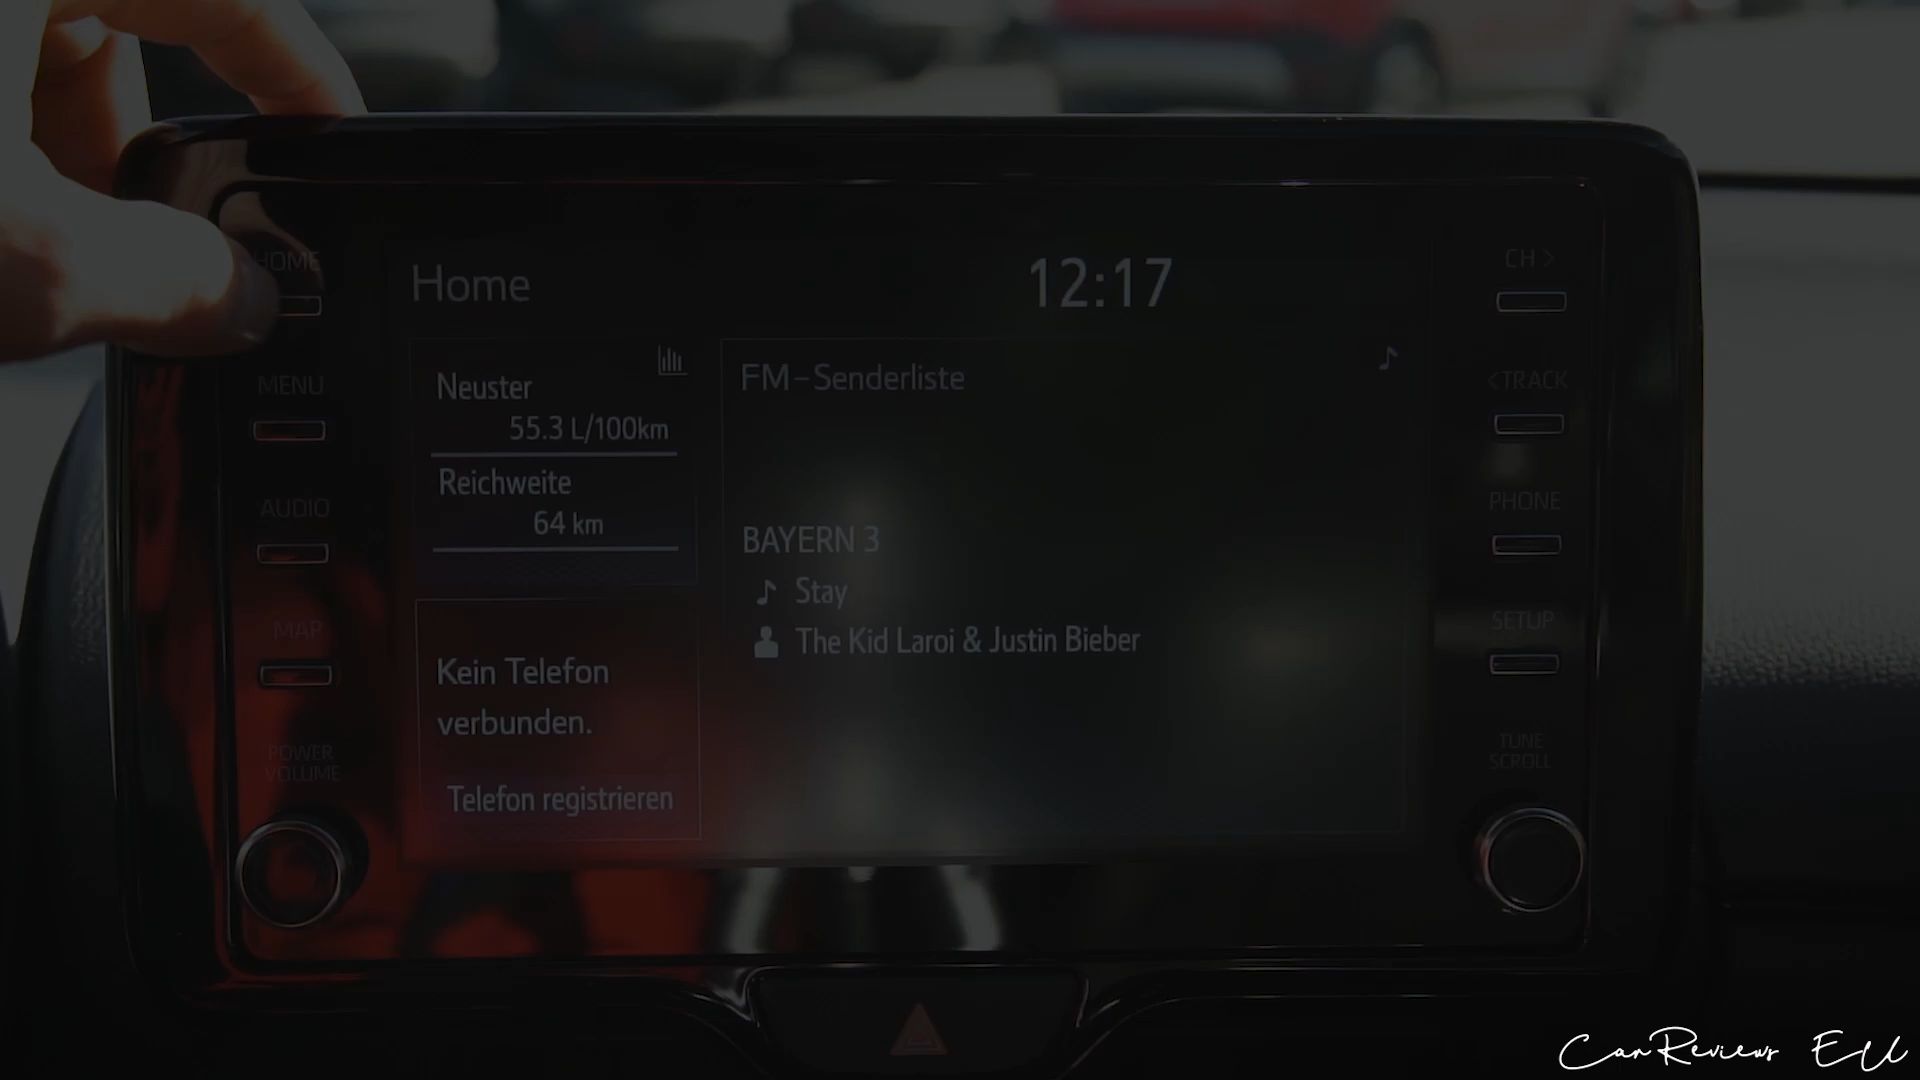 HOME
MENU
AUDIO
MAP
POWER
VOLUME
Home
12:17
Neuster
55.3 L/100km
Reichweite
64 km
Kein Telefon
verbunden.
Telefon registrieren
FM-Senderliste
BAYERN 3
Stay
The Kid Laroi & Justin Bieber
CH >
< TRACK
PHONE
SETUP
TUNE
SCROLL
CarReviews EU